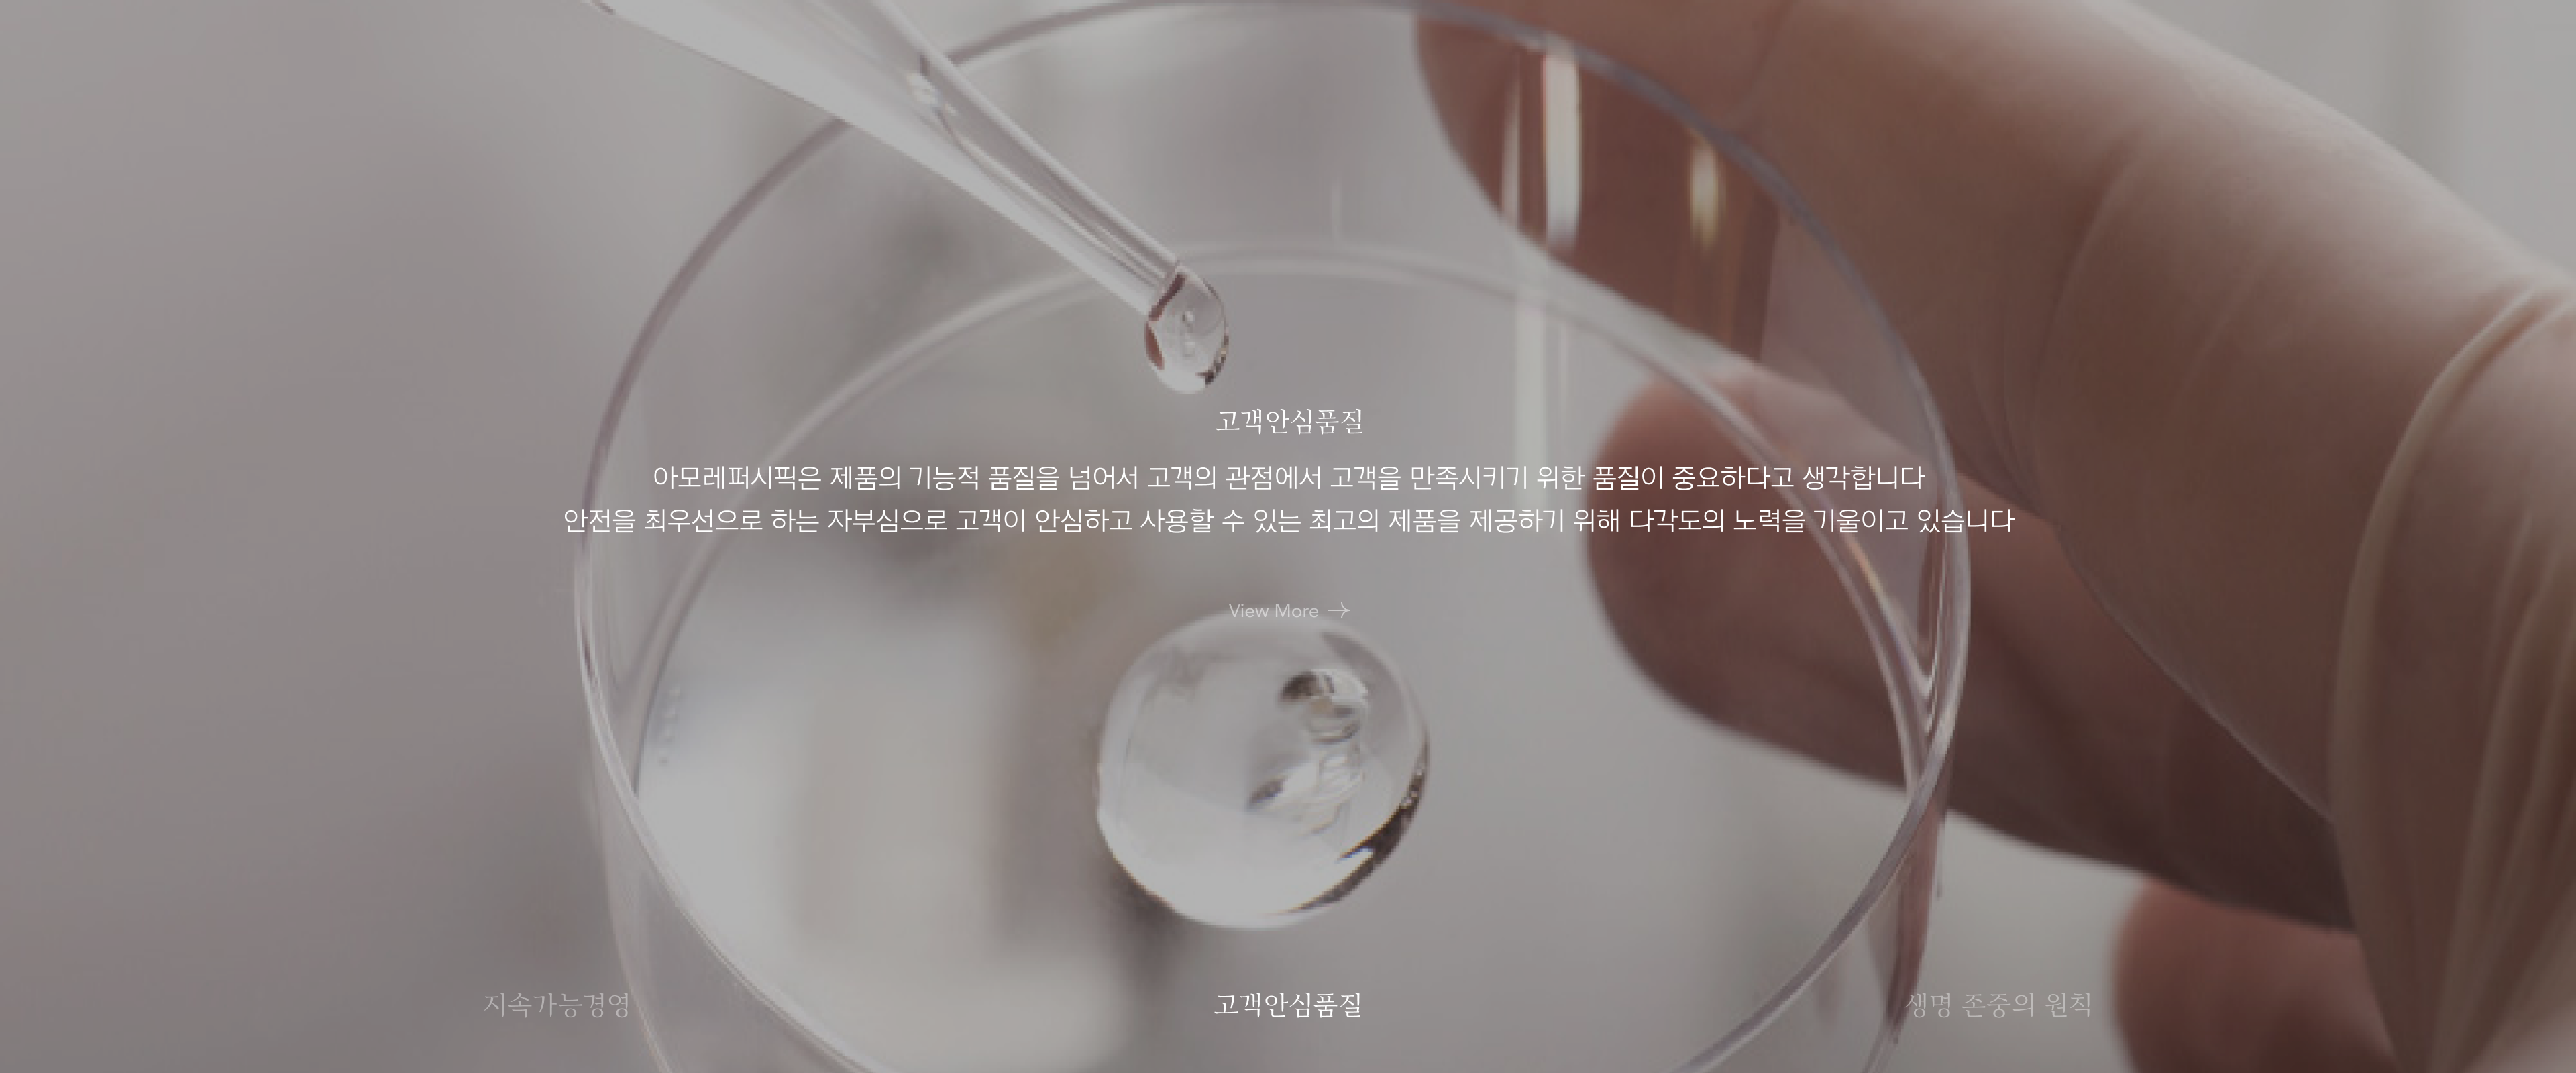 고객안심품질
아모레퍼시픽은 제품의 기능적 품질을 넘어서 고객의 관점에서 고객을 만족시키기 위한 품질이 중요하다고 생각합니다
안전을 최우선으로 하는 자부심으로 고객이 안심하고 사용할 수 있는 최고의 제품을 제공하기 위해 다각도의 노력을 기울이고 있습니다
View More →
지속가능경영 고객안심품질 생명 존중의 원칙